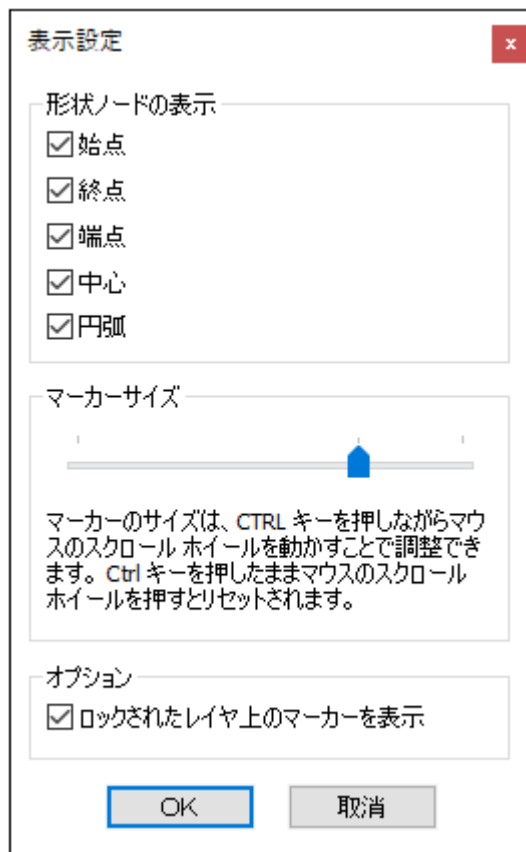 表示設定
x
形状ノードの表示
始点
終点
端点
中心
円弧
マーカーサイズ
マーカーのサイズは、CTRL キーを押しながらマウ
スのスクロール ホイールを動かすことで調整でき
ます。Ctrl キーを押したままマウスのスクロール
ホイールを押すとリセットされます。
オプション
ロックされたレイヤ上のマーカーを表示
OK 取消